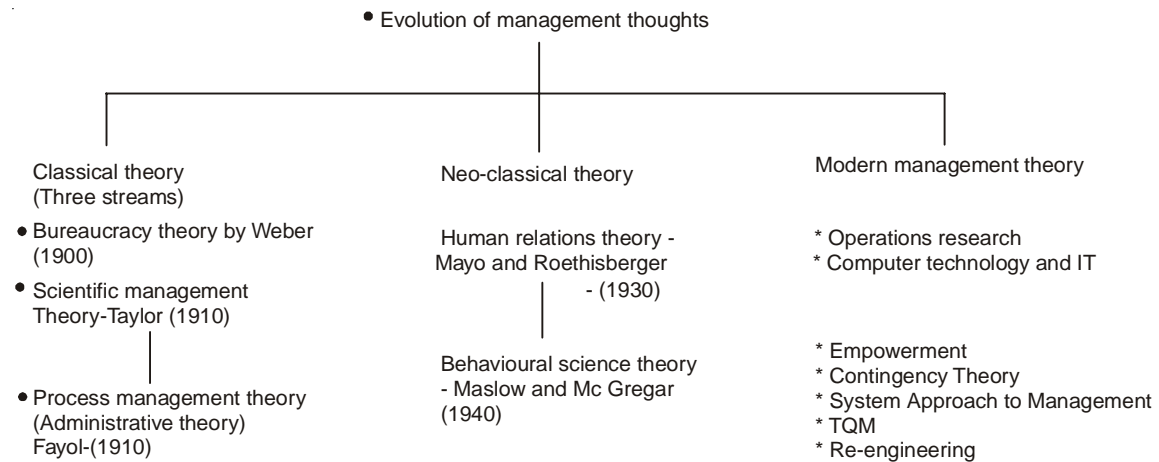 • Evolution of management thoughts
Classical theory
(Three streams)
• Bureaucracy theory by Weber
(1900)
• Scientific management
Theory-Taylor (1910)
• Process management theory
(Administrative theory)
Fayol-(1910)
Neo-classical theory
Human relations theory -
Mayo and Roethisberger
- (1930)
Behavioural science theory
- Maslow and Mc Gregar
(1940)
Modern management theory
* Operations research
* Computer technology and IT
* Empowerment
* Contingency Theory
* System Approach to Management
* TQM
* Re-engineering